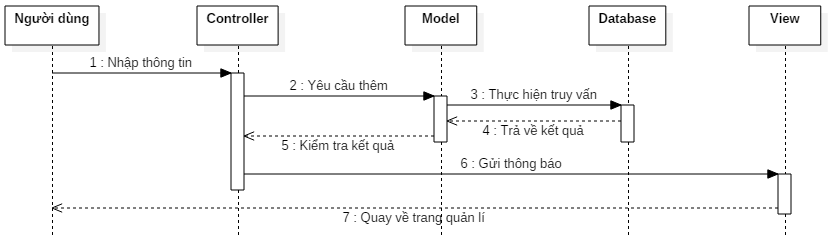 Người dùng
Controller
Model
Database
View
1 : Nhập thông tin
2 : Yêu cầu thêm
3 : Thực hiện truy vấn
4 : Trả về kết quả
5 : Kiểm tra kết quả
6 : Gửi thông báo
7 : Quay về trang quản lí